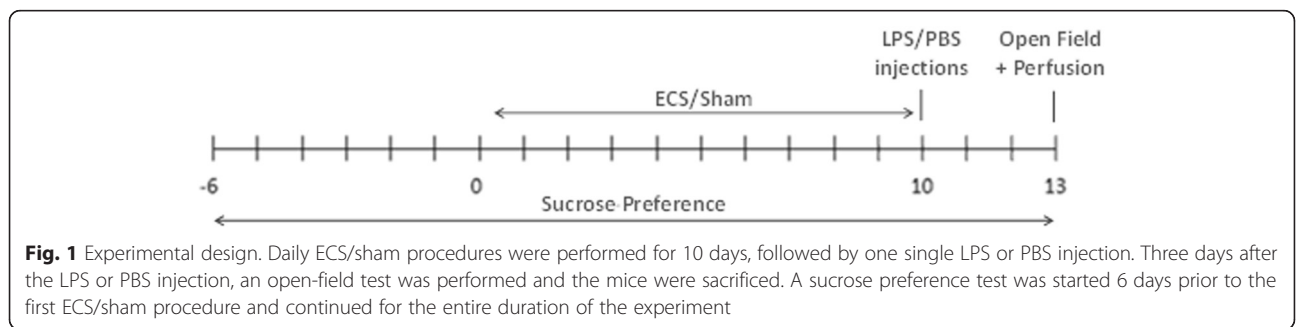 LPS/PBS Open Field
injections + Perfusion
ECS/Sham
-6 0 10 13
Sucrose Preference
Fig. 1 Experimental design. Daily ECS/sham procedures were performed for 10 days, followed by one single LPS or PBS injection. Three days after
the LPS or PBS injection, an open-field test was performed and the mice were sacrificed. A sucrose preference test was started 6 days prior to the
first ECS/sham procedure and continued for the entire duration of the experiment